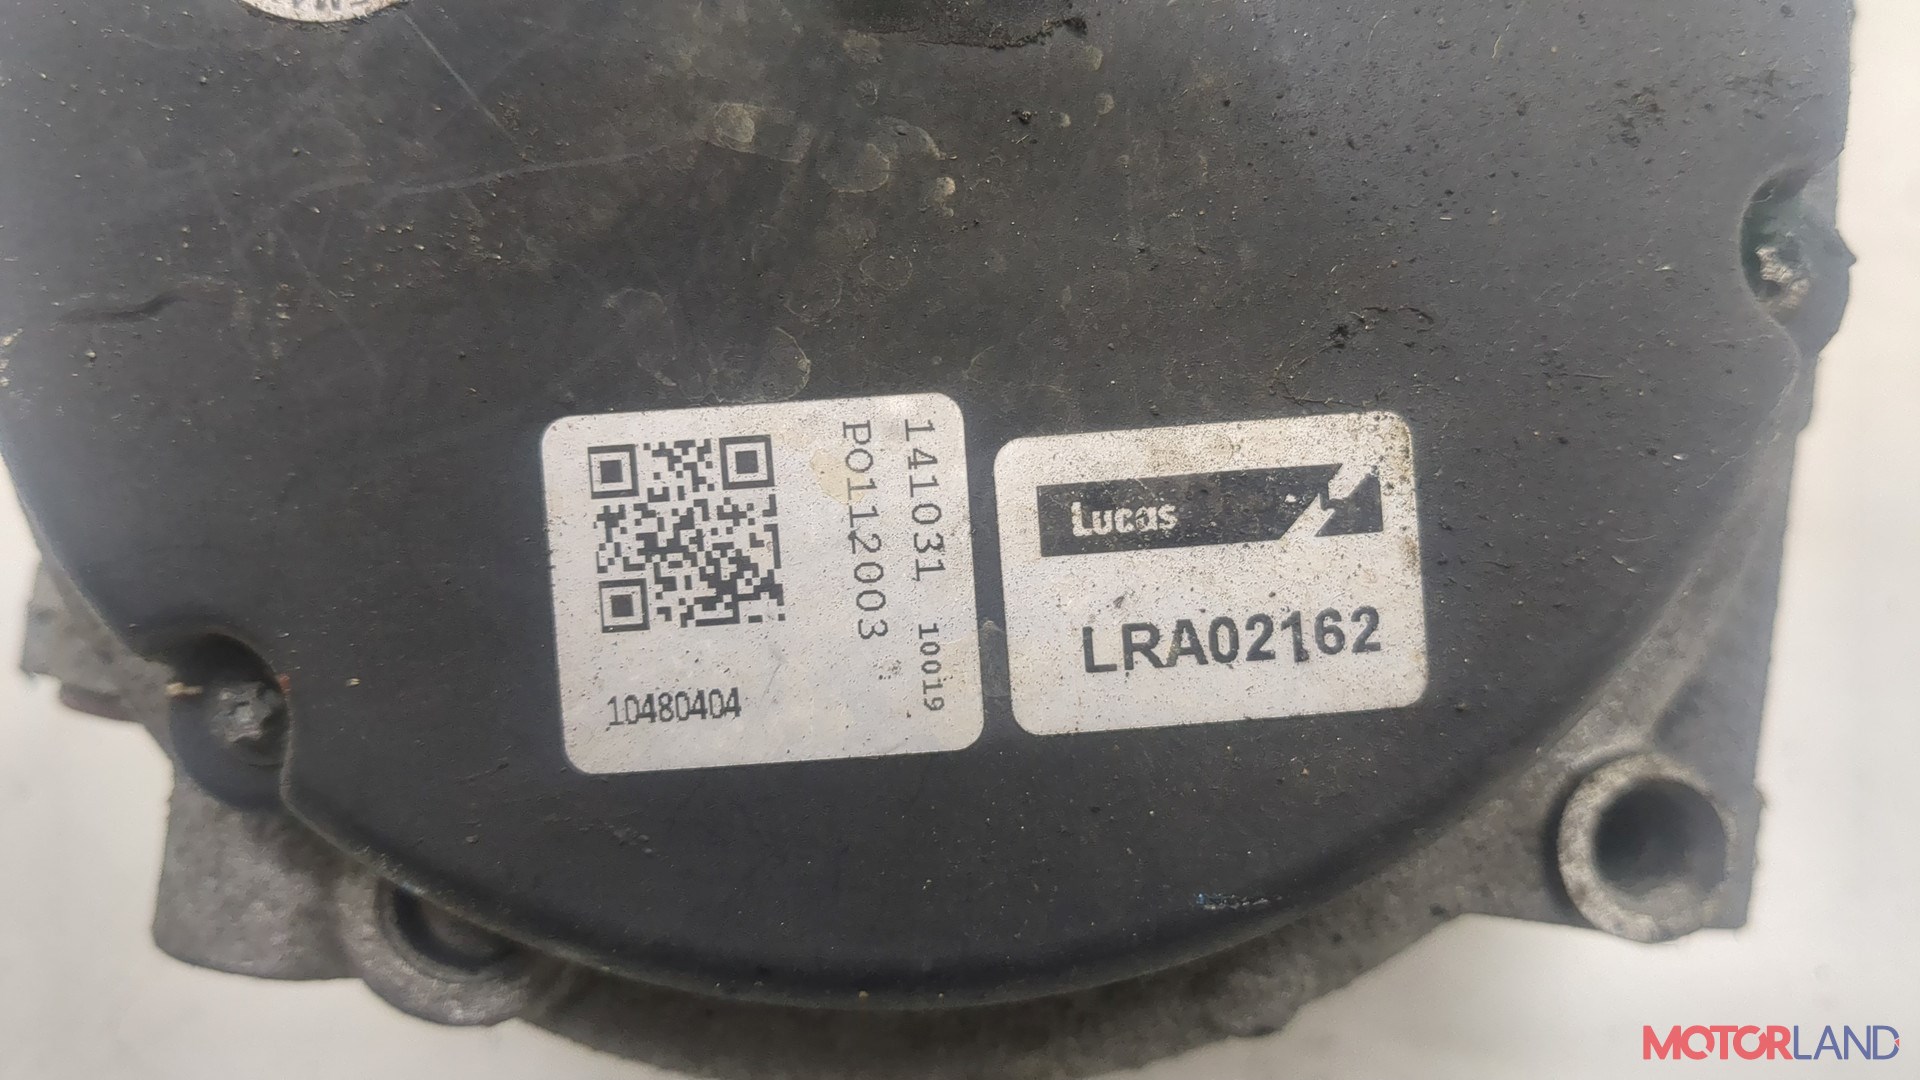 141031 10019
PO112003
10480404
Lucas
LRA02162
MOTORLAND